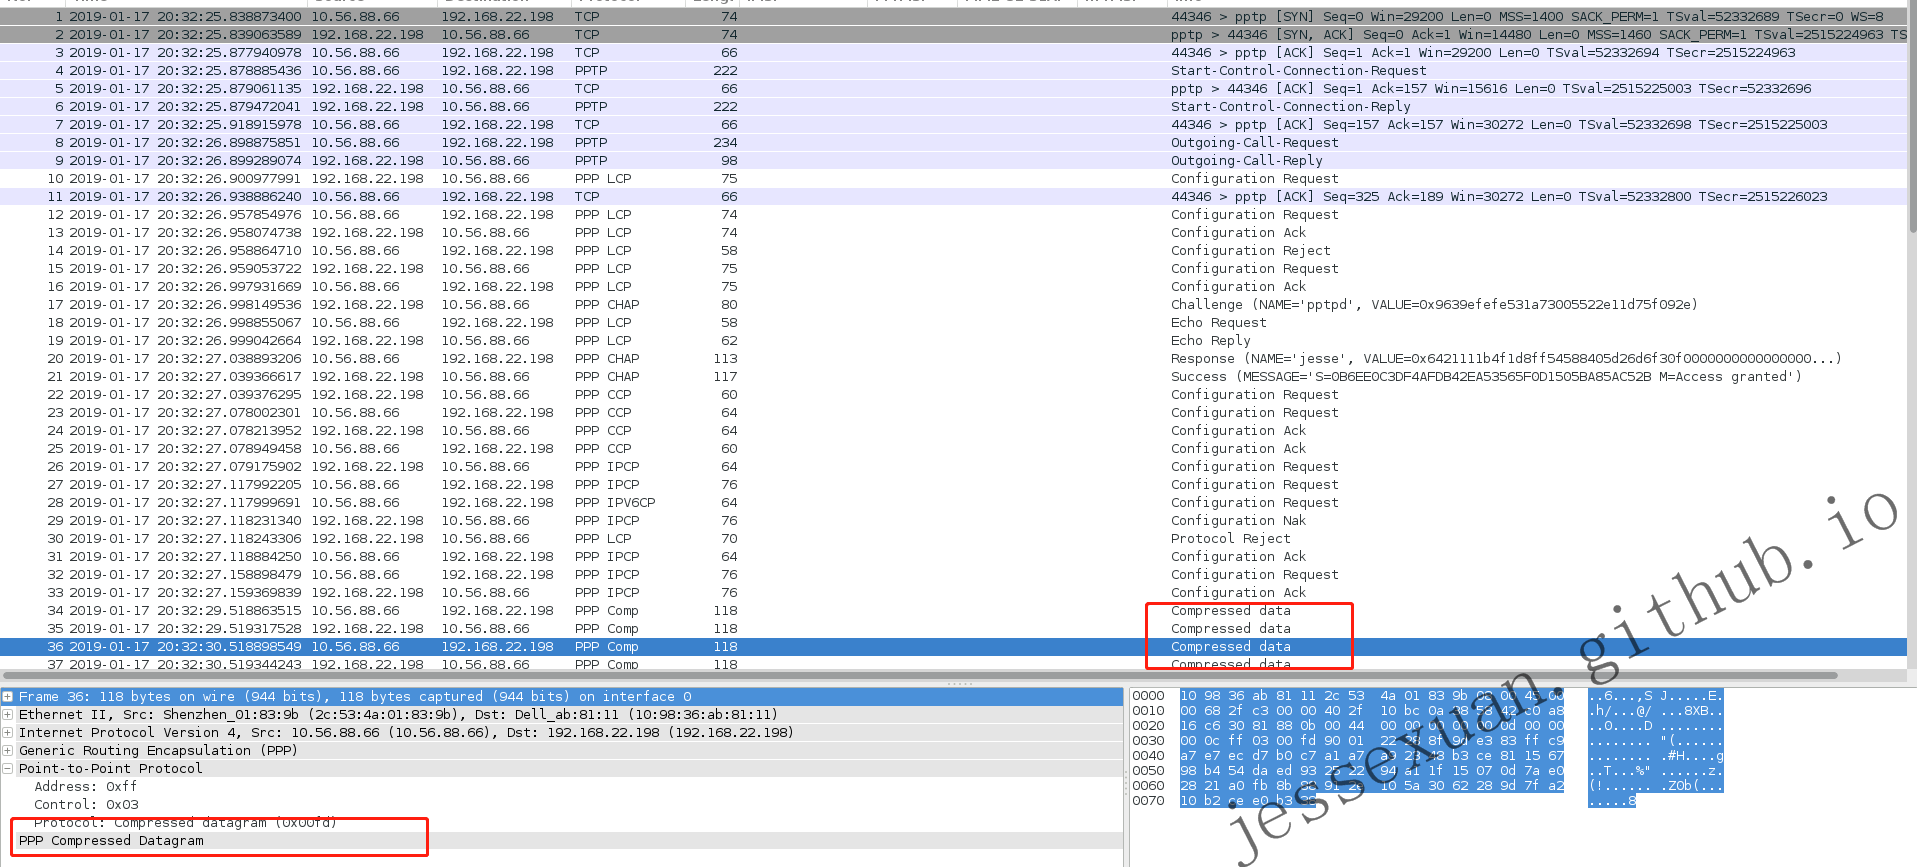 1 2019-01-17 20:32:25.838873400 10.56.88.66 192.168.22.198 TCP 74 44346 > pptp [SYN] Seq=0 Win=29200 Len=0 MSS=1400 SACK_PERM=1 TSval=52332689 TSecr=0 WS=8
2 2019-01-17 20:32:25.839063589 192.168.22.198 10.56.88.66 TCP 74 pptp > 44346 [SYN, ACK] Seq=0 Ack=1 Win=14480 Len=0 MSS=1460 SACK_PERM=1 TSval=2515224963 TS
3 2019-01-17 20:32:25.877940978 10.56.88.66 192.168.22.198 TCP 66 44346 > pptp [ACK] Seq=1 Ack=1 Win=29200 Len=0 TSval=52332694 TSecr=2515224963
4 2019-01-17 20:32:25.878885436 10.56.88.66 192.168.22.198 PPTP 222 Start-Control-Connection-Request
5 2019-01-17 20:32:25.879061135 192.168.22.198 10.56.88.66 TCP 66 pptp > 44346 [ACK] Seq=1 Ack=157 Win=15616 Len=0 TSval=2515225003 TSecr=52332696
6 2019-01-17 20:32:25.879472041 192.168.22.198 10.56.88.66 PPTP 222 Start-Control-Connection-Reply
7 2019-01-17 20:32:25.918915978 10.56.88.66 192.168.22.198 TCP 66 44346 > pptp [ACK] Seq=157 Ack=157 Win=30272 Len=0 TSval=52332698 TSecr=2515225003
8 2019-01-17 20:32:26.898875851 10.56.88.66 192.168.22.198 PPTP 234 Outgoing-Call-Request
9 2019-01-17 20:32:26.899289074 192.168.22.198 10.56.88.66 PPTP 98 Outgoing-Call-Reply
10 2019-01-17 20:32:26.900977991 192.168.22.198 10.56.88.66 PPP LCP 75 Configuration Request
11 2019-01-17 20:32:26.938886240 10.56.88.66 192.168.22.198 TCP 66 44346 > pptp [ACK] Seq=325 Ack=189 Win=30272 Len=0 TSval=52332800 TSecr=2515226023
12 2019-01-17 20:32:26.957854976 10.56.88.66 192.168.22.198 PPP LCP 74 Configuration Request
13 2019-01-17 20:32:26.958074738 192.168.22.198 10.56.88.66 PPP LCP 74 Configuration Ack
14 2019-01-17 20:32:26.958864710 10.56.88.66 192.168.22.198 PPP LCP 58 Configuration Reject
15 2019-01-17 20:32:26.959053722 192.168.22.198 10.56.88.66 PPP LCP 75 Configuration Request
16 2019-01-17 20:32:26.997931669 10.56.88.66 192.168.22.198 PPP LCP 75 Configuration Ack
17 2019-01-17 20:32:26.998149536 192.168.22.198 10.56.88.66 PPP CHAP 80 Challenge (NAME='pptpd', VALUE=0x9639efefe531a73005522e11d75f092e)
18 2019-01-17 20:32:26.998855067 10.56.88.66 192.168.22.198 PPP LCP 58 Echo Request
19 2019-01-17 20:32:26.999042664 192.168.22.198 10.56.88.66 PPP LCP 62 Echo Reply
20 2019-01-17 20:32:27.038893206 10.56.88.66 192.168.22.198 PPP CHAP 113 Response (NAME='jesse', VALUE=0x6421111b4f1d8ff54588405d26d6f30f0000000000000000...)
21 2019-01-17 20:32:27.039366617 192.168.22.198 10.56.88.66 PPP CHAP 117 Success (MESSAGE='S=0B6EE0C3DF4AFDB42EA53565F0D1505BA85AC52B M=Access granted')
22 2019-01-17 20:32:27.039376295 192.168.22.198 10.56.88.66 PPP CCP 60 Configuration Request
23 2019-01-17 20:32:27.078002301 10.56.88.66 192.168.22.198 PPP CCP 64 Configuration Request
24 2019-01-17 20:32:27.078213952 192.168.22.198 10.56.88.66 PPP CCP 64 Configuration Ack
25 2019-01-17 20:32:27.078949458 10.56.88.66 192.168.22.198 PPP CCP 60 Configuration Ack
26 2019-01-17 20:32:27.079175902 192.168.22.198 10.56.88.66 PPP IPCP 64 Configuration Request
27 2019-01-17 20:32:27.117992205 10.56.88.66 192.168.22.198 PPP IPCP 76 Configuration Request
28 2019-01-17 20:32:27.117999691 10.56.88.66 192.168.22.198 PPP IPV6CP 64 Configuration Request
29 2019-01-17 20:32:27.118231340 192.168.22.198 10.56.88.66 PPP IPCP 76 Configuration Nak
30 2019-01-17 20:32:27.118243306 192.168.22.198 10.56.88.66 PPP LCP 70 Protocol Reject
31 2019-01-17 20:32:27.118884250 10.56.88.66 192.168.22.198 PPP IPCP 64 Configuration Ack
32 2019-01-17 20:32:27.158898479 10.56.88.66 192.168.22.198 PPP IPCP 76 Configuration Request
33 2019-01-17 20:32:27.159369839 192.168.22.198 10.56.88.66 PPP IPCP 76 Configuration Ack
34 2019-01-17 20:32:29.518863515 10.56.88.66 192.168.22.198 PPP Comp 118 Compressed data
35 2019-01-17 20:32:29.519317528 192.168.22.198 10.56.88.66 PPP Comp 118 Compressed data
36 2019-01-17 20:32:30.518898549 10.56.88.66 192.168.22.198 PPP Comp 118 Compressed data
37 2019-01-17 20:32:30.519344243 192.168.22.198 10.56.88.66 PPP Comp 118 Compressed data
Frame 36: 118 bytes on wire (944 bits), 118 bytes captured (944 bits) on interface 0
Ethernet II, Src: Shenzhen_01:83:9b (2c:53:4a:01:83:9b), Dst: Dell_ab:81:11 (10:98:36:ab:81:11)
Internet Protocol Version 4, Src: 10.56.88.66 (10.56.88.66), Dst: 192.168.22.198 (192.168.22.198)
Generic Routing Encapsulation (PPP)
Point-to-Point Protocol
Address: 0xff
Control: 0x03
Protocol: Compressed datagram (0x00fd)
PPP Compressed Datagram
0000 10 98 36 ab 81 11 2c 53 4a 01 83 9b 08 00 45 00 ..6...,S J.....E.
0010 00 68 2f c3 00 00 40 2f 10 bc 0a 38 58 42 c0 a8 .h/...@/ ...8XB..
0020 16 c6 30 81 88 0b 00 44 00 00 00 00 00 0d 00 00 ..0....D ........
0030 00 0c ff 03 00 fd 90 01
0040 a7 e7 ec d7 b0 c7 a1 a7
0050 98 b4 54 da ed 93 25 22
0060 28 21 a0 fb 8b
0070 10 b2 ce e0 b3
jessexuan.github.io